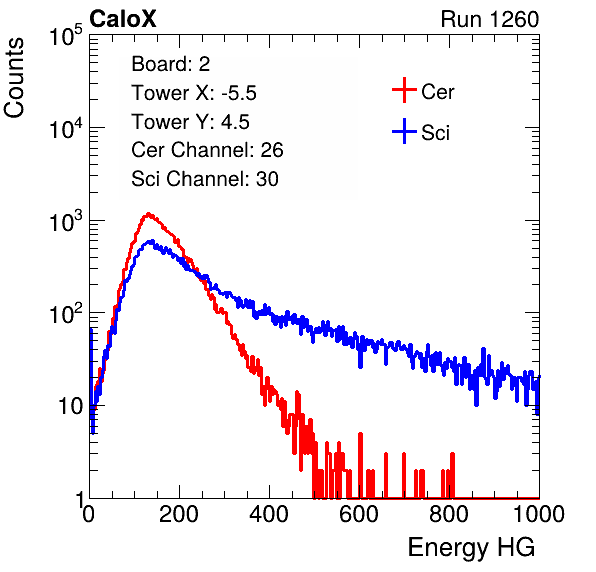 CaloX Run 1260
Counts
Board: 2
Tower X: -5.5
Tower Y: 4.5
Cer Channel: 26
Sci Channel: 30
Cer
Sci
10^5
10^4
10^3
10^2
10
1
0 200 400 600 800 1000
Energy HG